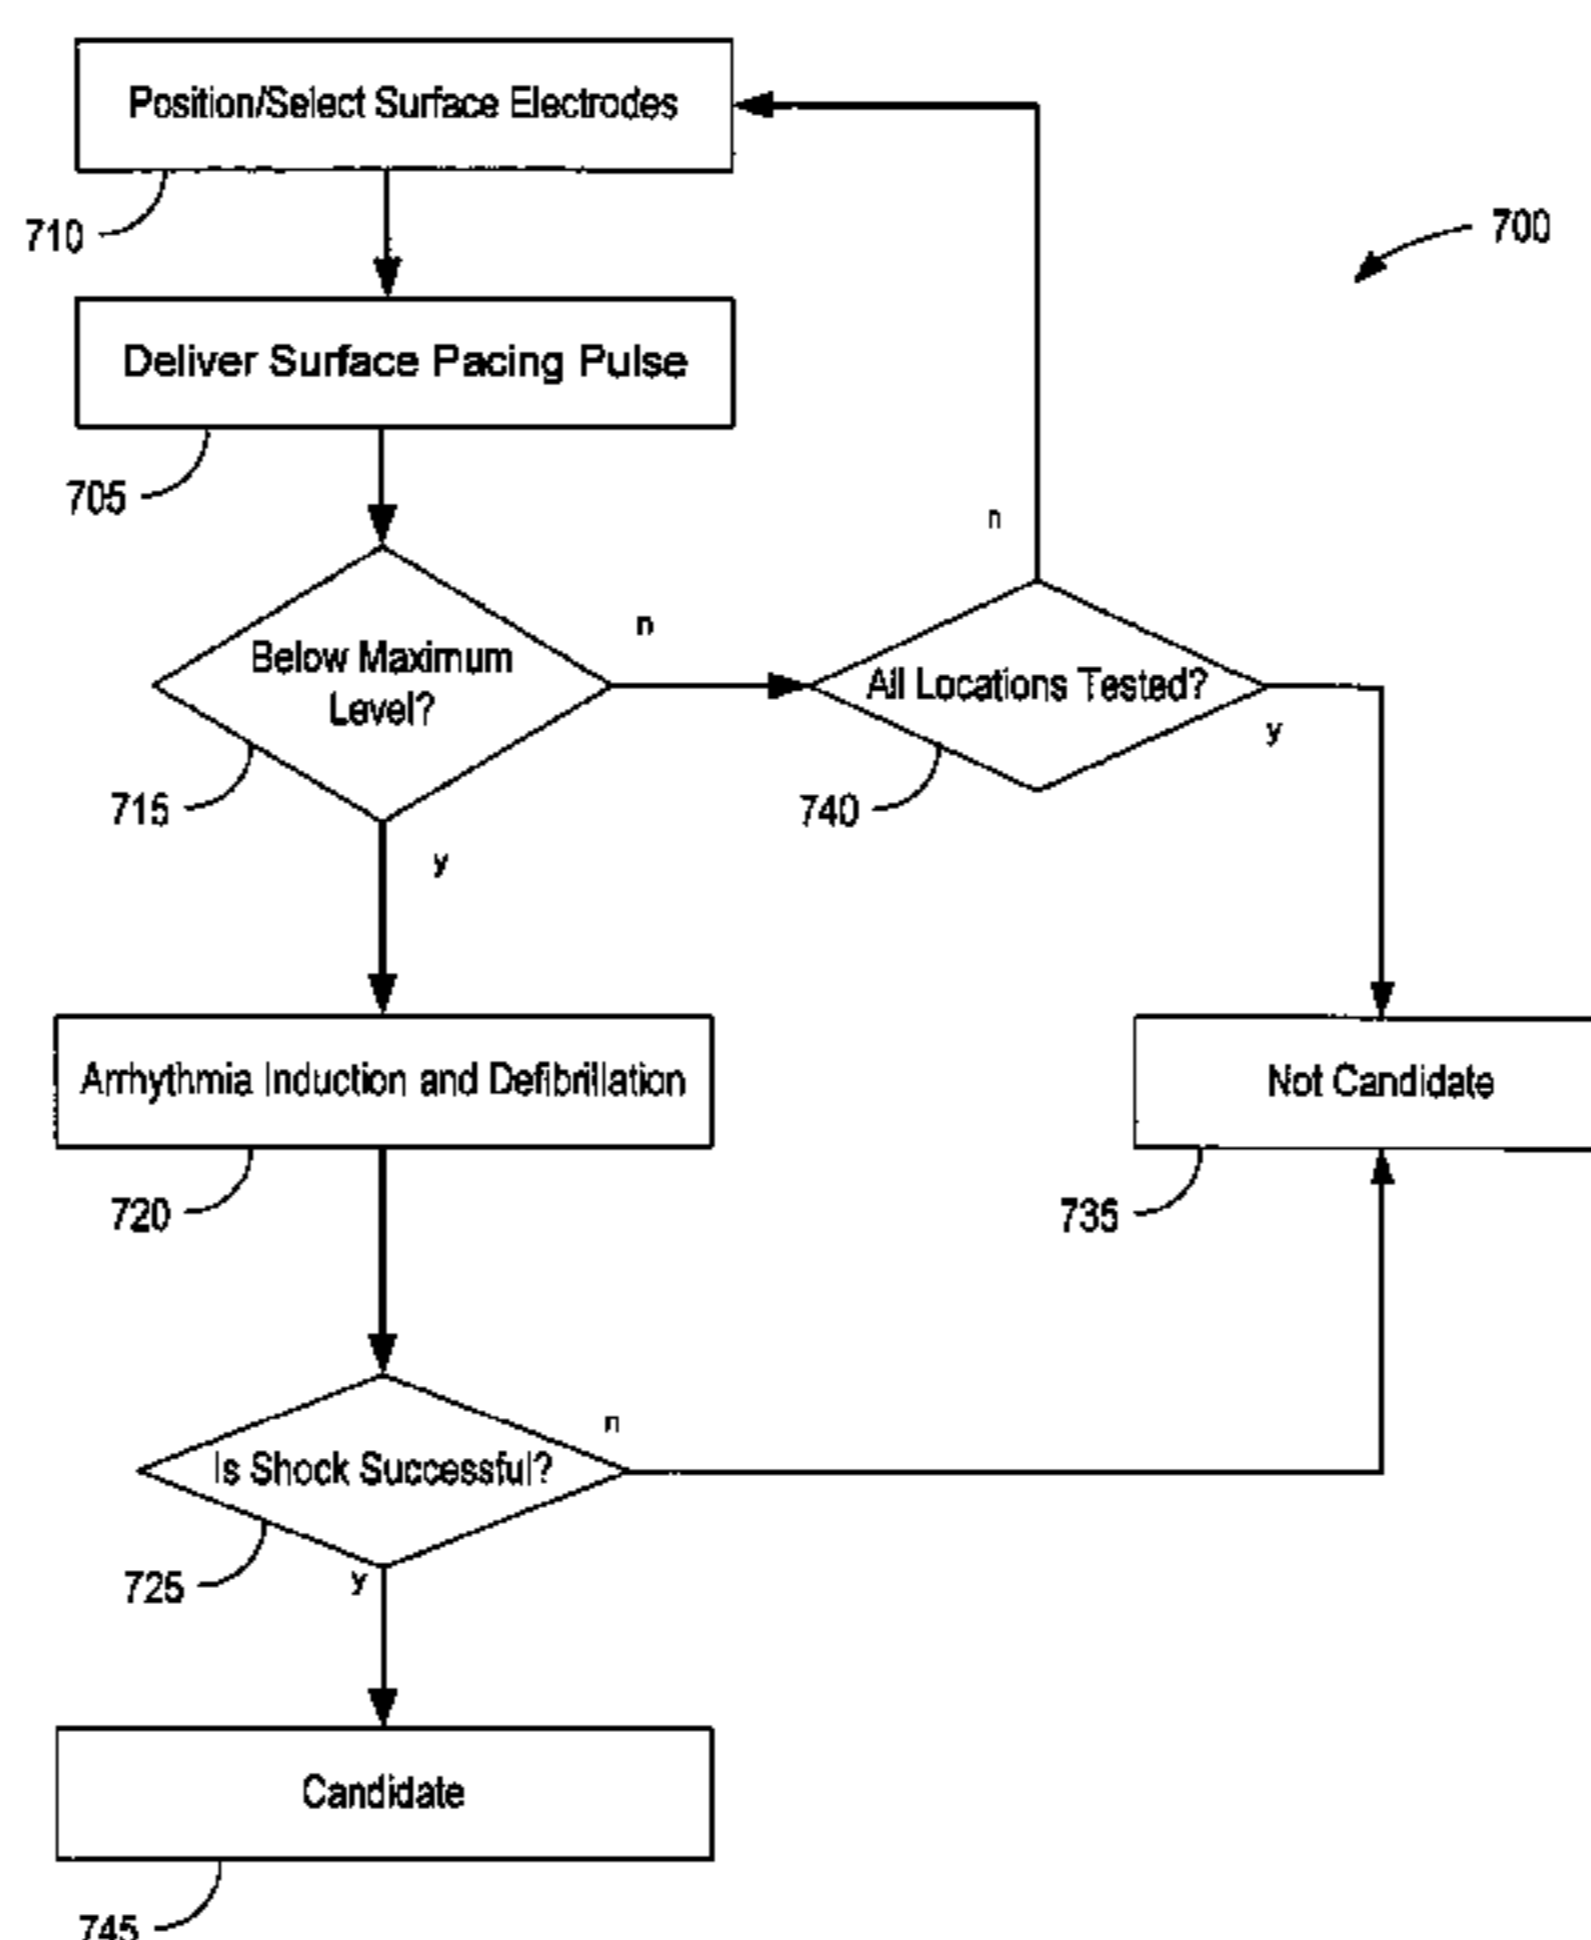 Position/Select Surface Electrodes
710
700
Deliver Surface Pacing Pulse
705
n
Below Maximum
Level?
n
All Locations Tested?
y
715
740
y
Arrhythmia Induction and Defibrillation
Not Candidate
720
735
Is Shock Successful?
n
725
y
Candidate
745